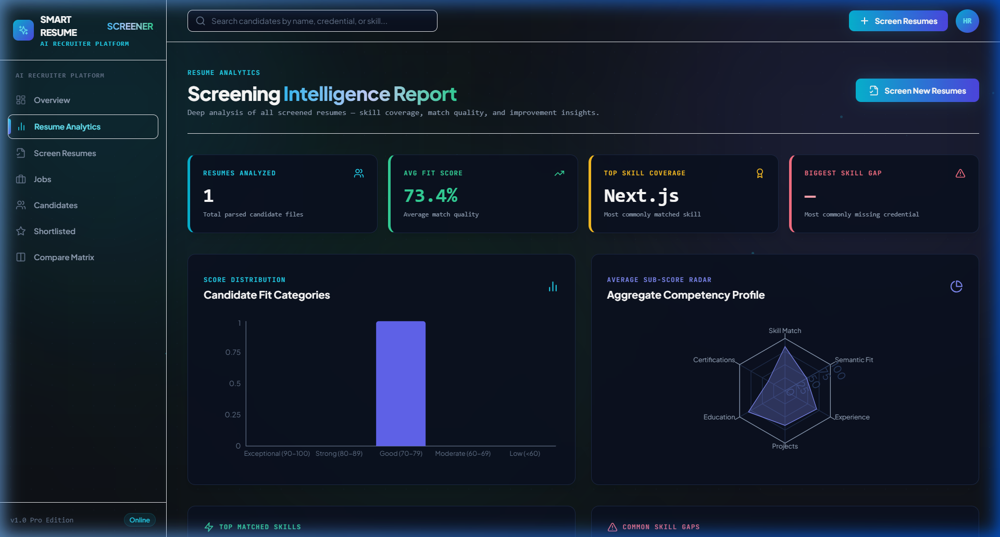 SMART
RESUME
SCREENER
AI RECRUITER PLATFORM
AI RECRUITER PLATFORM
Overview
Resume Analytics
Screen Resumes
Jobs
Candidates
Shortlisted
Compare Matrix
v1.0 Pro Edition
Online
Search candidates by name, credential, or skill...
Screen Resumes
HR
RESUME ANALYTICS
Screening Intelligence Report
Deep analysis of all screened resumes — skill coverage, match quality, and improvement insights.
Screen New Resumes
RESUMES ANALYZED
1
Total parsed candidate files
AVG FIT SCORE
73.4%
Average match quality
TOP SKILL COVERAGE
Next.js
Most commonly matched skill
BIGGEST SKILL GAP
—
Most commonly missing credential
SCORE DISTRIBUTION
Candidate Fit Categories
1
0.75
0.5
0.25
0
Exceptional (90–100)
Strong (80–89)
Good (70–79)
Moderate (60–69)
Low (<60)
AVERAGE SUB-SCORE RADAR
Aggregate Competency Profile
Skill Match
Semantic Fit
Experience
Projects
Education
Certifications
0
25
50
75
100
TOP MATCHED SKILLS
COMMON SKILL GAPS